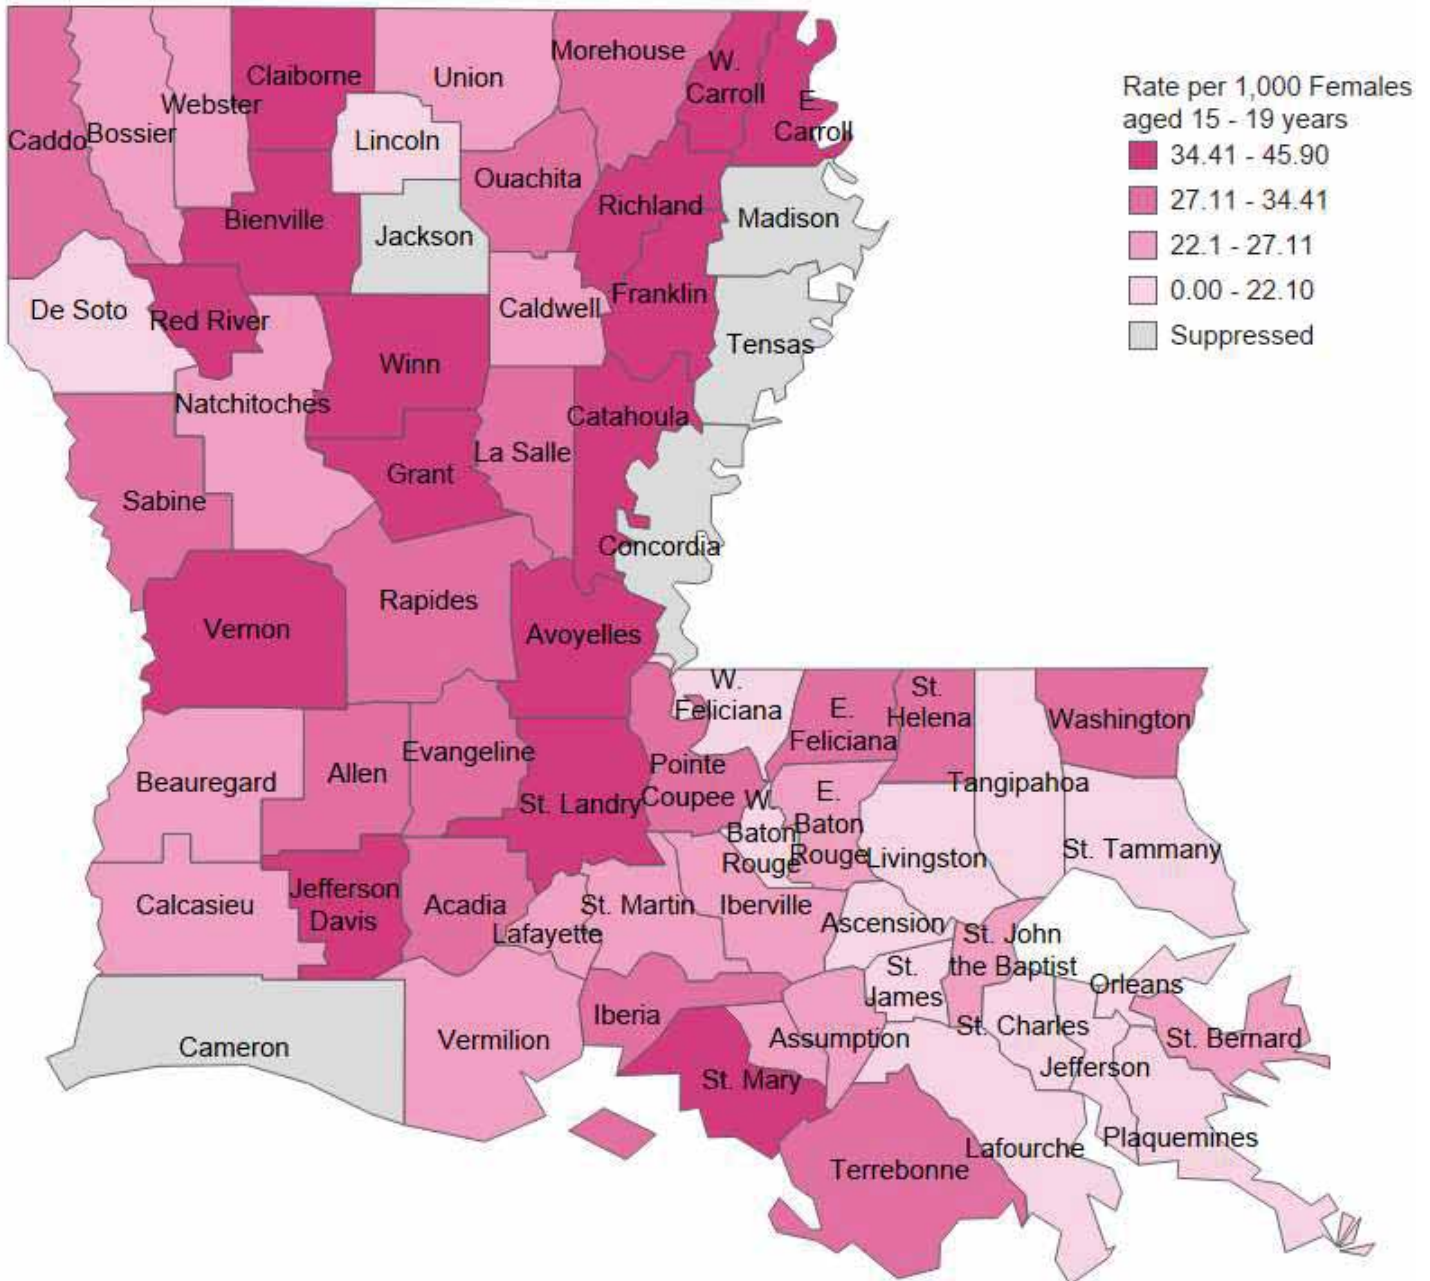 Rate per 1,000 Females
aged 15 - 19 years
34.41 - 45.90
27.11 - 34.41
22.1 - 27.11
0.00 - 22.10
Suppressed
Caddo
Bossier
Webster
Claiborne
Union
Morehouse
W.
Carroll
E.
Carroll
Lincoln
Ouachita
Richland
Madison
Bienville
Jackson
De Soto
Red River
Caldwell
Franklin
Tensas
Winn
Natchitoches
Catahoula
Grant
La Salle
Sabine
Concordia
Vernon
Rapides
Avoyelles
W.
Feliciana
E.
Feliciana
St.
Helena
Washington
Beauregard
Allen
Evangeline
St. Landry
Pointe
Coupee
W.
Baton
Rouge
E.
Baton
Rouge
Livingston
Tangipahoa
St. Tammany
Calcasieu
Jefferson
Davis
Acadia
Lafayette
St. Martin
Iberville
Ascension
St. John
the Baptist
St.
James
Orleans
Cameron
Vermilion
Iberia
Assumption
St. Charles
Jefferson
St. Bernard
St. Mary
Terrebonne
Lafourche
Plaquemines